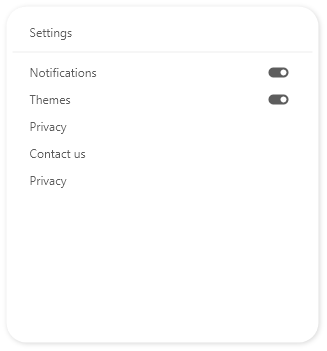 Settings
Notifications
Themes
Privacy
Contact us
Privacy